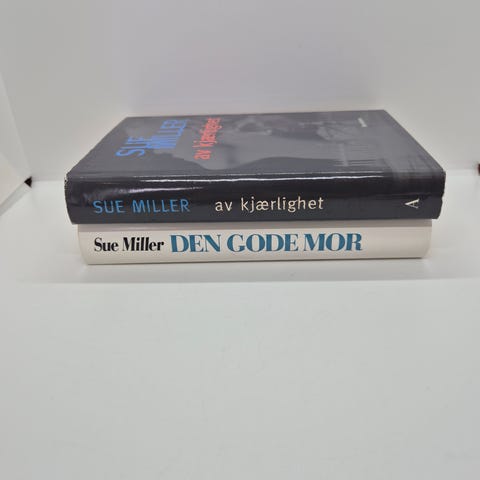 SUE
MILLER
av kjærlighet
SUE MILLER av kjærlighet A
Sue Miller DEN GODE MOR